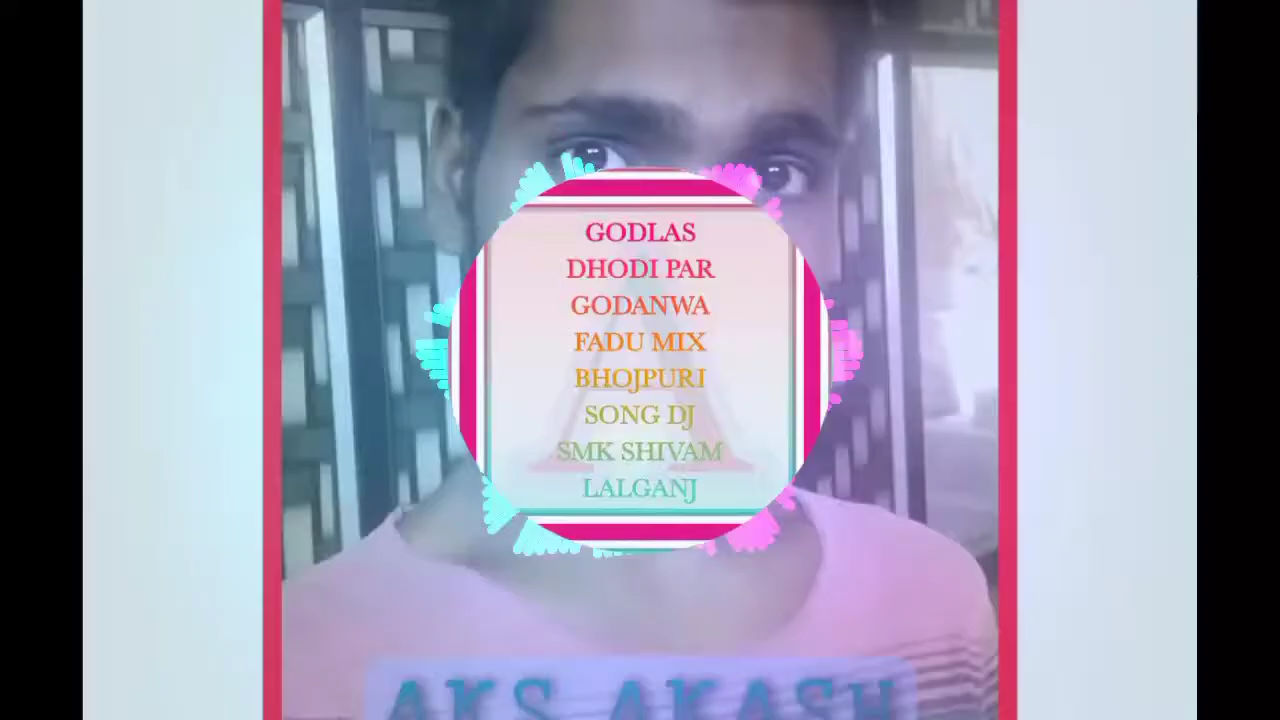 GODLAS
DHODI PAR
GODANWA
FADU MIX
BHOJPURI
SONG DJ
SMK SHIVAM
LALGANJ
A
AKS AKASH